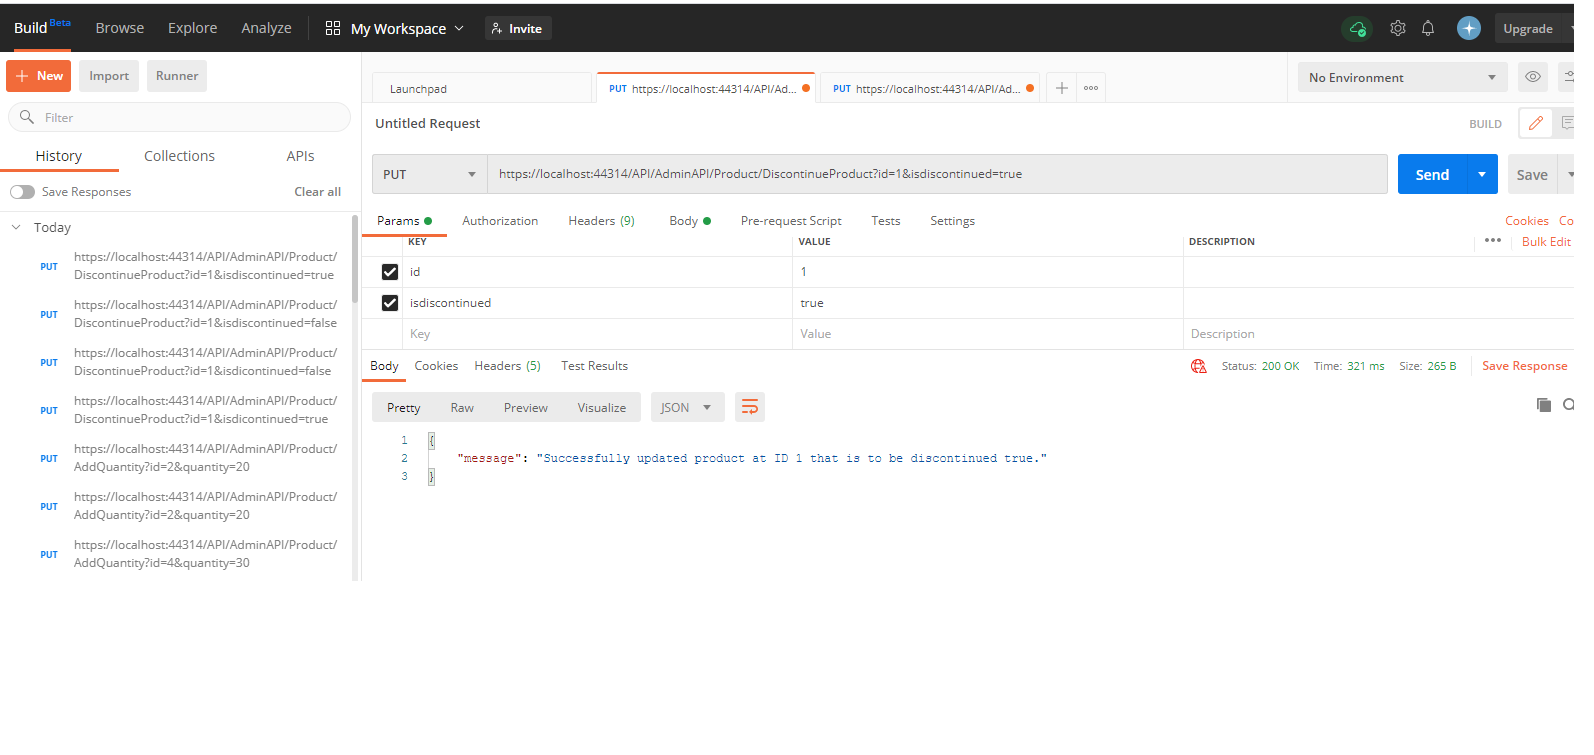 Build Beta Browse Explore Analyze My Workspace Invite Upgrade
New Import Runner
Launchpad PUT https://localhost:44314/API/Ad... PUT https://localhost:44314/API/Ad... No Environment
Filter
Untitled Request BUILD
History Collections APIs
PUT https://localhost:44314/API/AdminAPI/Product/DiscontinueProduct?id=1&isdiscontinued=true Send Save
Save Responses Clear all
Params Authorization Headers (9) Body Pre-request Script Tests Settings Cookies Co
KEY VALUE DESCRIPTION Bulk Edit
id 1
isdiscontinued true
Key Value Description
Today
PUT https://localhost:44314/API/AdminAPI/Product/
DiscontinueProduct?id=1&isdiscontinued=true
PUT https://localhost:44314/API/AdminAPI/Product/
DiscontinueProduct?id=1&isdiscontinued=false
PUT https://localhost:44314/API/AdminAPI/Product/
DiscontinueProduct?id=1&isdicontinued=false
PUT https://localhost:44314/API/AdminAPI/Product/
DiscontinueProduct?id=1&isdicontinued=true
PUT https://localhost:44314/API/AdminAPI/Product/
AddQuantity?id=2&quantity=20
PUT https://localhost:44314/API/AdminAPI/Product/
AddQuantity?id=2&quantity=20
PUT https://localhost:44314/API/AdminAPI/Product/
AddQuantity?id=4&quantity=30
Body Cookies Headers (5) Test Results Status: 200 OK Time: 321 ms Size: 265 B Save Response
Pretty Raw Preview Visualize JSON
1 {
2 "message": "Successfully updated product at ID 1 that is to be discontinued true."
3 }